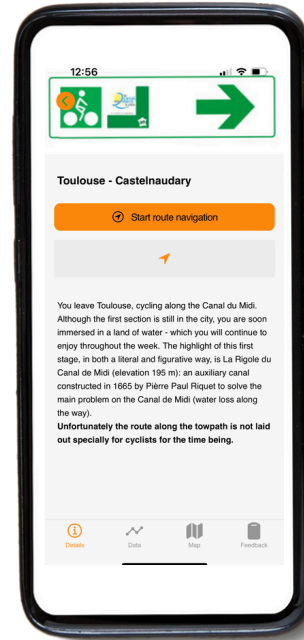 12:56
Toulouse - Castelnaudary
Start route navigation
You leave Toulouse, cycling along the Canal du Midi.
Although the first section is still in the city, you are soon
immersed in a land of water - which you will continue to
enjoy throughout the week. The highlight of this first
stage, in both a literal and figurative way, is La Rigole du
Canal de Midi (elevation 195 m): an auxiliary canal
constructed in 1665 by Pièrre Paul Riquet to solve the
main problem on the Canal de Midi (water loss along
the way).
Unfortunately the route along the towpath is not laid
out specially for cyclists for the time being.
Details
Data
Map
Feedback